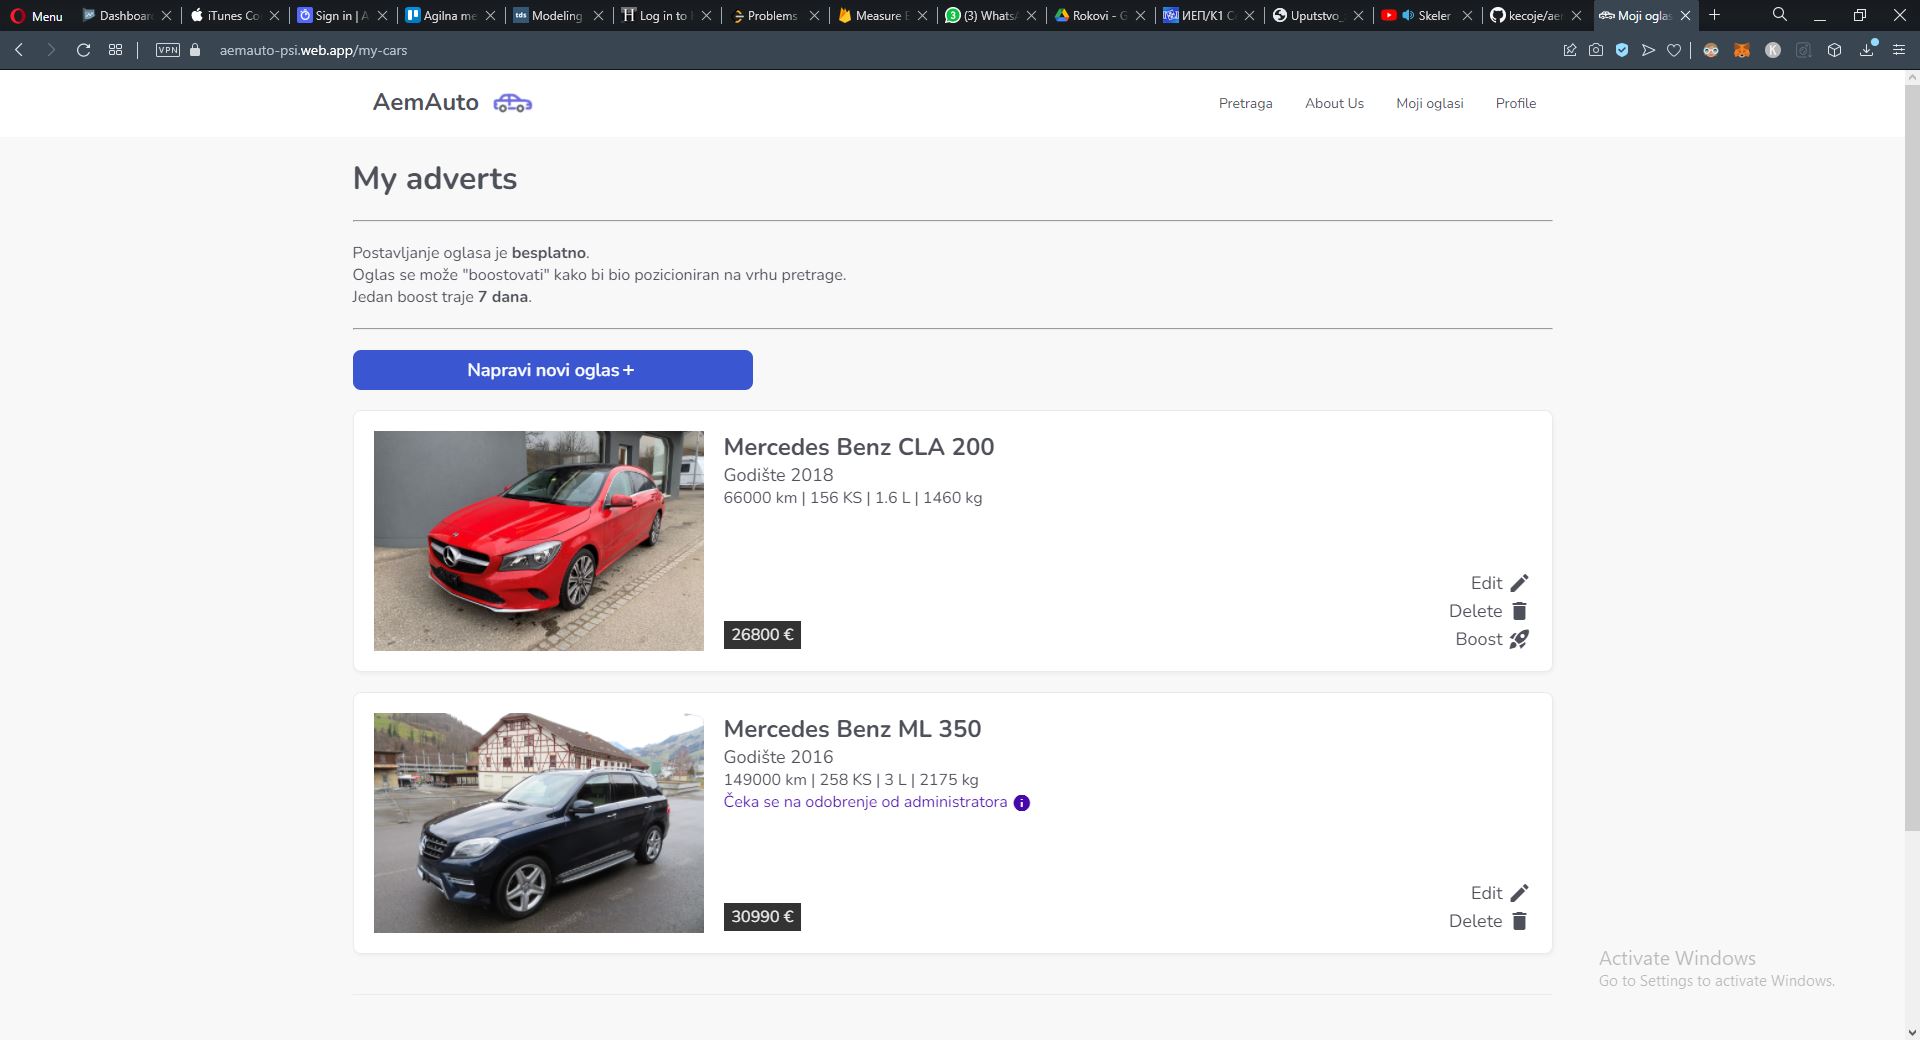 Menu
Dashboard
iTunes Co
Sign in | A
Agilna me
tds Modeling
Log in to
Problems
Measure
(3) Whats
Rokovi - G
ИЕП/К1
Uputstvo
Skeler
kecoje/ae
Moji oglas
VPN
aemauto-psi.web.app/my-cars
K
AemAuto
Pretraga
About Us
Moji oglasi
Profile
My adverts
Postavljanje oglasa je besplatno.
Oglas se može "boostovati" kako bi bio pozicioniran na vrhu pretrage.
Jedan boost traje 7 dana.
Napravi novi oglas+
Mercedes Benz CLA 200
Godište 2018
66000 km | 156 KS | 1.6 L | 1460 kg
Edit
Delete
Boost
26800 €
Mercedes Benz ML 350
Godište 2016
149000 km | 258 KS | 3 L | 2175 kg
Čeka se na odobrenje od administratora
Edit
Delete
30990 €
Activate Windows
Go to Settings to activate Windows.